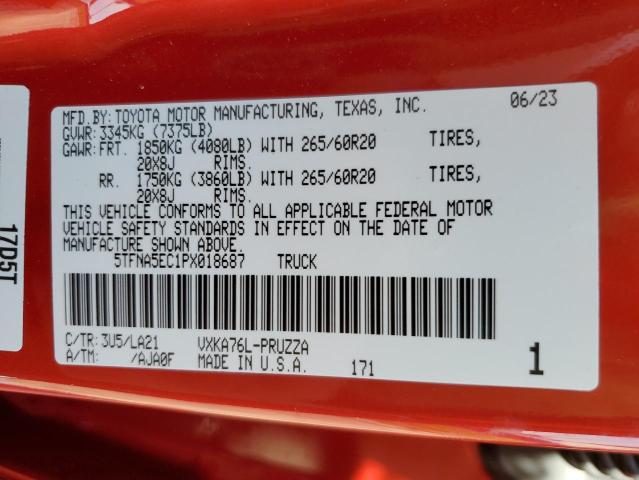 MFD.BY: TOYOTA MOTOR MANUFACTURING, TEXAS, INC. 06/23
GVWR: 3345KG (7375LB)
GAWR: FRT. 1850KG (4080LB) WITH 265/60R20 TIRES,
20X8J RIMS.
RR. 1750KG (3860LB) WITH 265/60R20 TIRES,
20X8J RIMS.
THIS VEHICLE CONFORMS TO ALL APPLICABLE FEDERAL MOTOR
VEHICLE SAFETY STANDARDS IN EFFECT ON THE DATE OF
MANUFACTURE SHOWN ABOVE.
5TFNA5EC1PX018687 TRUCK
C/TR: 3U5/LA21 VXKA76L-PRUZZA
A/TM: /AJA0F MADE IN U.S.A. 171 1
17D5T